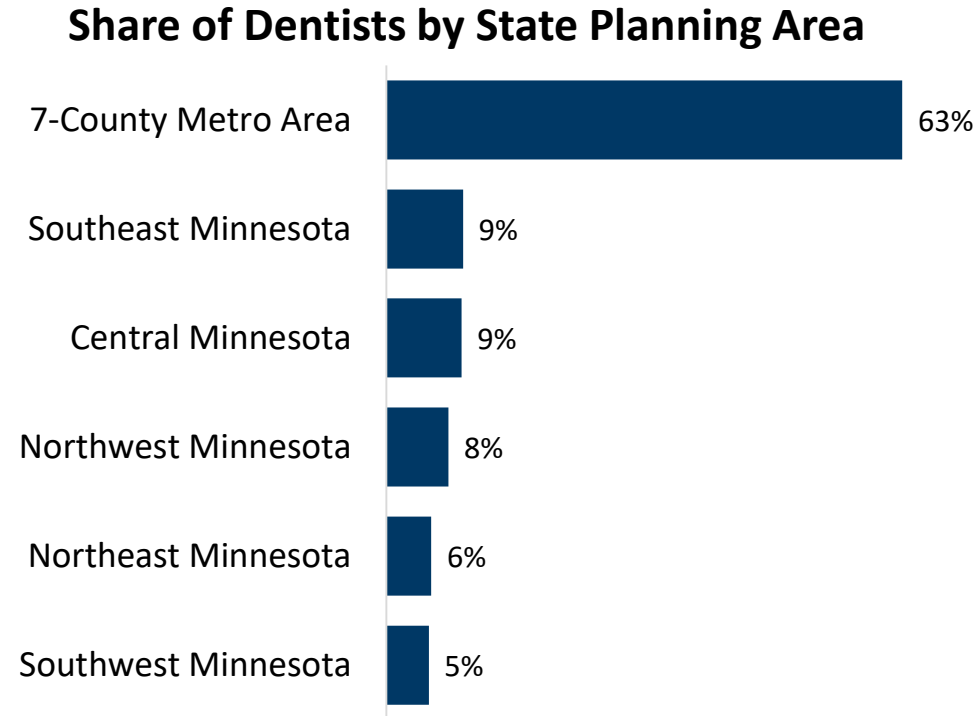 Share of Dentists by State Planning Area
7-County Metro Area 63%
Southeast Minnesota 9%
Central Minnesota 9%
Northwest Minnesota 8%
Northeast Minnesota 6%
Southwest Minnesota 5%